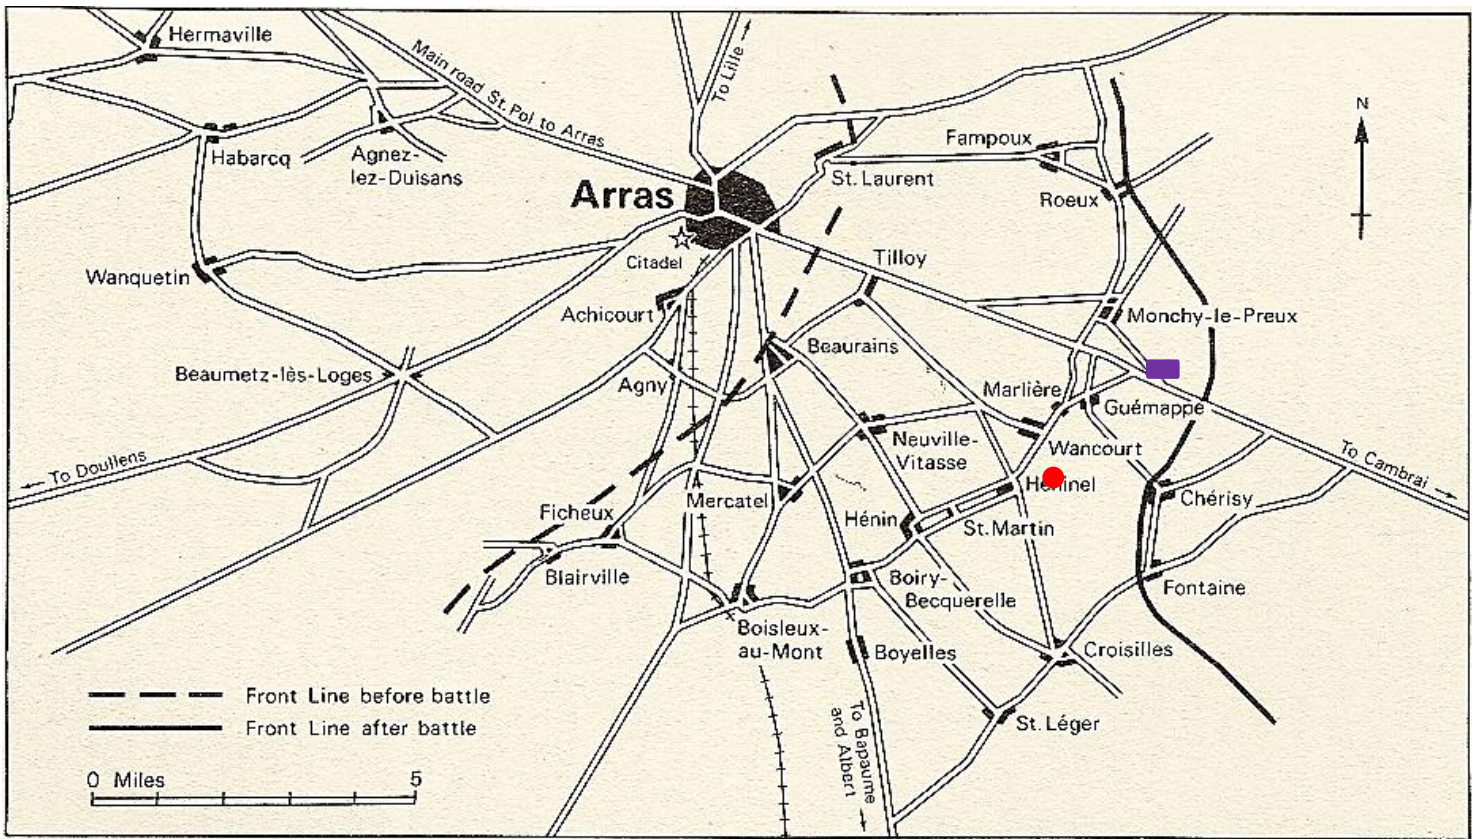 Hermaville
Main road St. Pol to Arras
To Lille
N
Habarcq
Agnez-
lez-Duisans
Fampoux
St. Laurent
Arras
Roeux
Citadel
Tilloy
Wanquetin
Achicourt
Monchy-le-Preux
Beaurains
Beaumetz-lès-Loges
Agny
Marlière
Guémappe
Neuville-
Vitasse
Wancourt
To Doullens
To Cambrai
Mercatel
Héninel
Chérisy
Ficheux
Hénin
St. Martin
Blairville
Boiry-
Becquerelle
Fontaine
Boisleux-
au-Mont
Boyelles
Croisilles
Front Line before battle
Front Line after battle
St. Léger
To Bapaume
and Albert
0 Miles 5